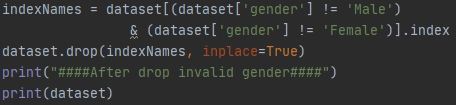 indexNames = dataset[(dataset['gender'] != 'Male')
& (dataset['gender'] != 'Female')].index
dataset.drop(indexNames, inplace=True)
print("####After drop invalid gender####")
print(dataset)